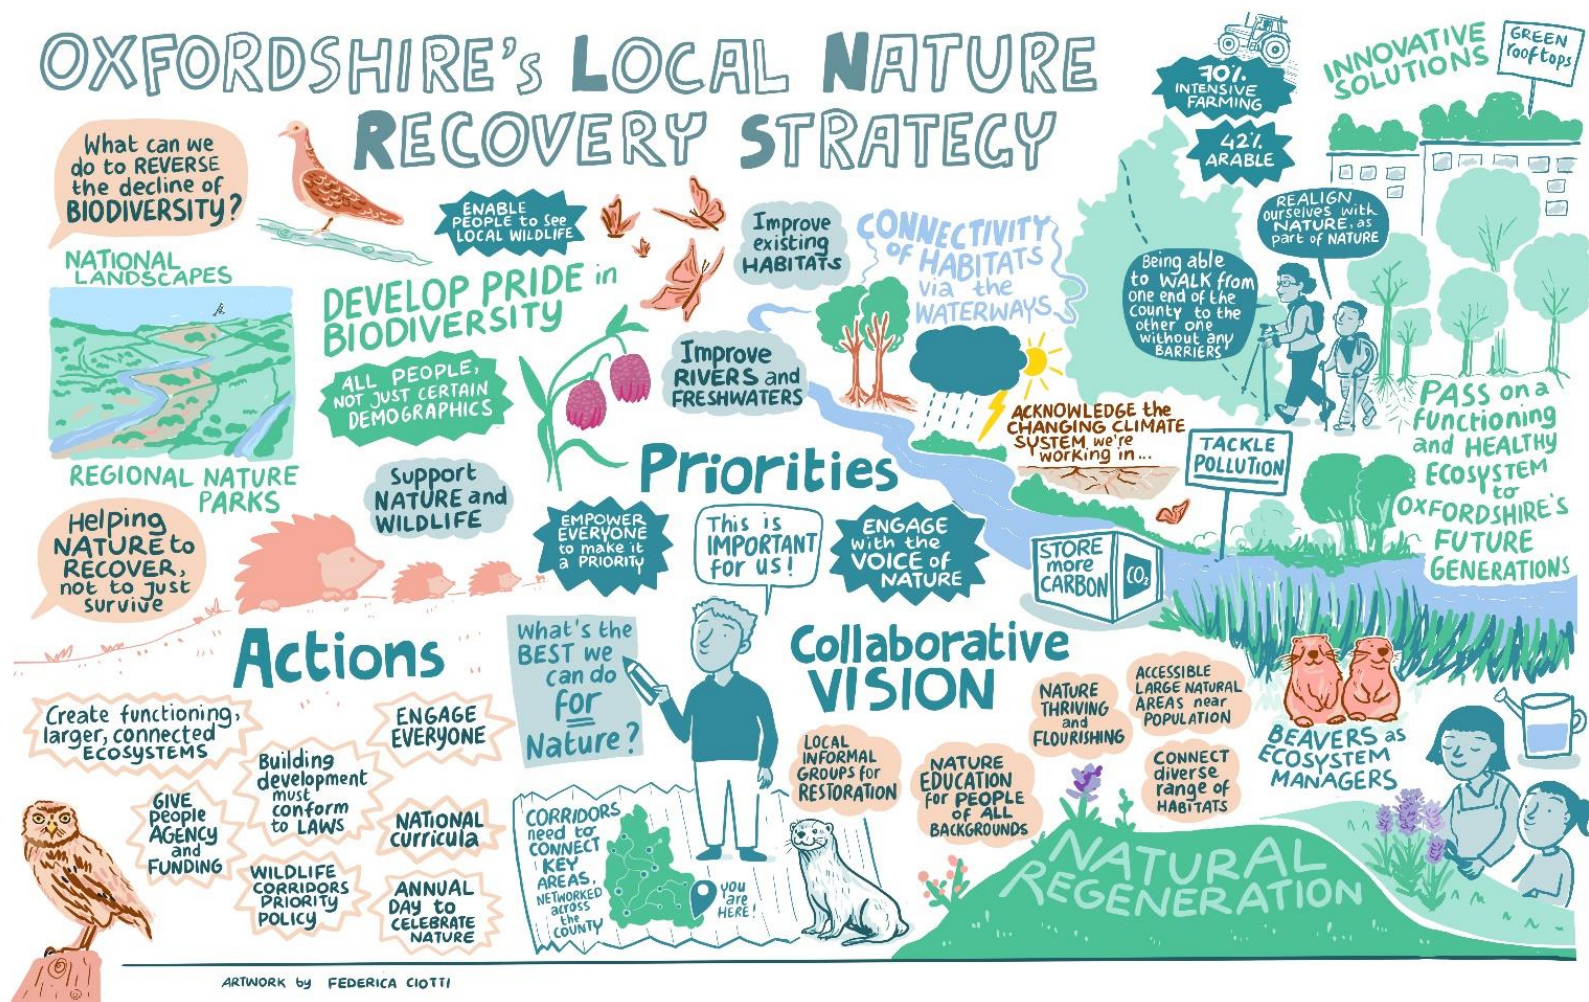 OXFORDSHIRE's LOCAL NATURE
RECOVERY STRATEGY
What can we
do to REVERSE
the decline of
BIODIVERSITY?
NATIONAL
LANDSCAPES
REGIONAL NATURE
PARKS
Helping
NATURE to
RECOVER,
not to just
survive
ENABLE
PEOPLE to see
LOCAL WILDLIFE
DEVELOP PRIDE in
BIODIVERSITY
ALL PEOPLE,
NOT JUST CERTAIN
DEMOGRAPHICS
Support
NATURE and
WILDLIFE
Improve
existing
HABITATS
Improve
RIVERS and
FRESHWATERS
CONNECTIVITY
of HABITATS
via the
WATERWAYS
ACKNOWLEDGE the
CHANGING CLIMATE
SYSTEM we're
working in...
70%
INTENSIVE
FARMING
42%
ARABLE
INNOVATIVE
SOLUTIONS
GREEN
rooftops
REALIGN
ourselves with
NATURE, as
part of NATURE
Being able
to WALK from
one end of the
county to the
other one
without any
BARRIERS
TACKLE
POLLUTION
PASS on a
functioning
and HEALTHY
ECOSYSTEM
to
OXFORDSHIRE'S
FUTURE
GENERATIONS
Priorities
EMPOWER
EVERYONE
to make it
a PRIORITY
This is
IMPORTANT
for us!
ENGAGE
with the
VOICE of
NATURE
STORE
more
CARBON
CO₂
Actions
Create functioning,
larger, connected
ECOSYSTEMS
ENGAGE
EVERYONE
Building
development
must
conform
to LAWS
GIVE
people
AGENCY
and
FUNDING
NATIONAL
curricula
WILDLIFE
CORRIDORS
PRIORITY
POLICY
ANNUAL
DAY to
CELEBRATE
NATURE
What's the
BEST we
can do
for
Nature?
CORRIDORS
need to
CONNECT
KEY
AREAS,
NETWORKED
across
the
COUNTY
you
are
HERE!
Collaborative
VISION
LOCAL
INFORMAL
GROUPS for
RESTORATION
NATURE
EDUCATION
for PEOPLE
OF ALL
BACKGROUNDS
NATURE
THRIVING
and
FLOURISHING
ACCESSIBLE
LARGE NATURAL
AREAS near
POPULATION
CONNECT
diverse
range of
HABITATS
BEAVERS as
ECOSYSTEM
MANAGERS
NATURAL
REGENERATION
ARTWORK by FEDERICA CIOTTI